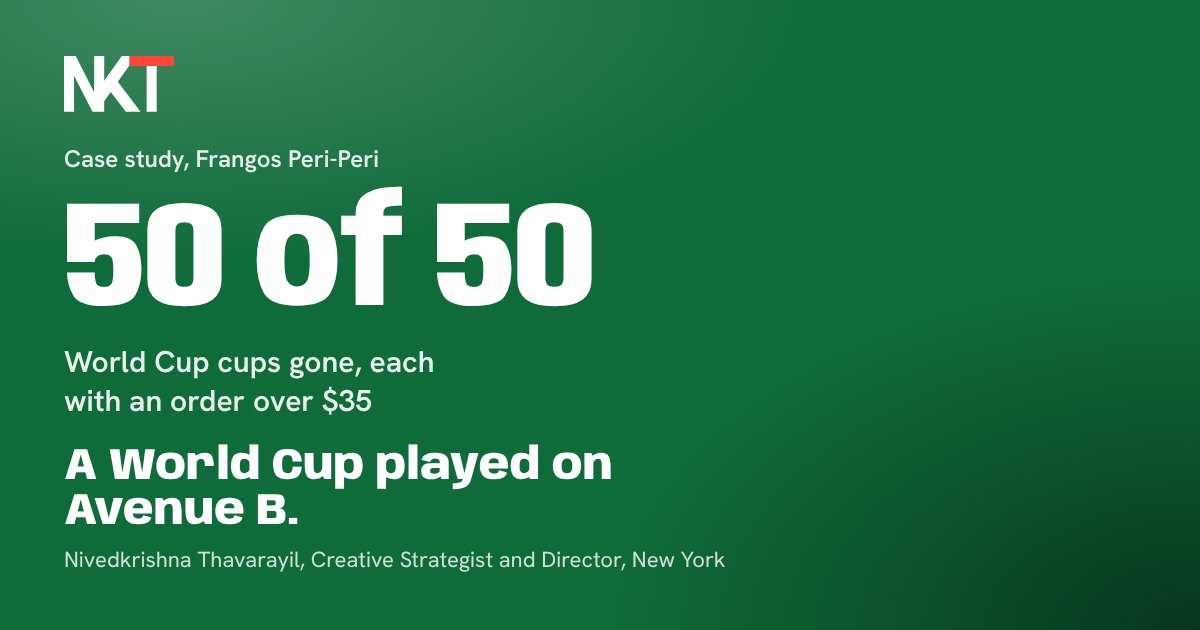 NKT
Case study, Frangos Peri-Peri
50 of 50
World Cup cups gone, each
with an order over $35
A World Cup played on
Avenue B.
Nivedkrishna Thavarayil, Creative Strategist and Director, New York